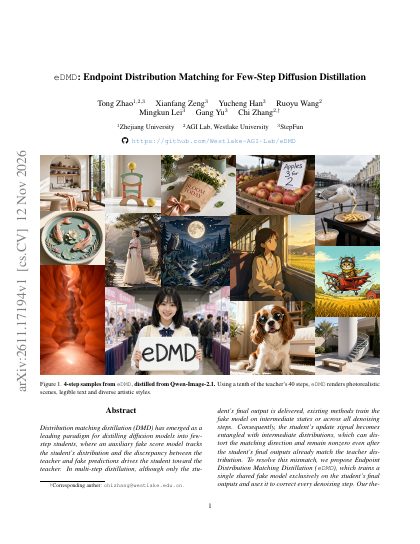 eDMD: Endpoint Distribution Matching for Few-Step Diffusion Distillation
Tong Zhao1,2,3 Xianfang Zeng3 Yucheng Han3 Ruoyu Wang2
Mingkun Lei2 Gang Yu3 Chi Zhang2,†
1Zhejiang University 2AGI Lab, Westlake University 3StepFun
https://github.com/Westlake-AGI-Lab/eDMD
arXiv:2611.17194v1 [cs.CV] 12 Nov 2026
Apples
3 for
2
eDMD
Figure 1. 4-step samples from eDMD, distilled from Qwen-Image-2.1. Using a tenth of the teacher's 40 steps, eDMD renders photorealistic
scenes, legible text and diverse artistic styles.
Abstract
Distribution matching distillation (DMD) has emerged as a
leading paradigm for distilling diffusion models into few-
step students, where an auxiliary fake score model tracks
the student's distribution and the discrepancy between the
teacher and fake predictions drives the student toward the
teacher. In multi-step distillation, although only the stu-
dent's final output is delivered, existing methods train the
fake model on intermediate states or across all denoising
steps. Consequently, the student's update signal becomes
entangled with intermediate distributions, which can dis-
tort the matching direction and remain nonzero even when
the student's final outputs already match the teacher dis-
tribution. To resolve this mismatch, we propose Endpoint
Distribution Matching Distillation (eDMD), which trains a
single shared fake model exclusively on the student's final
outputs and uses it to correct every denoising step. Our the-
†Corresponding author: chizhang@westlake.edu.cn
1